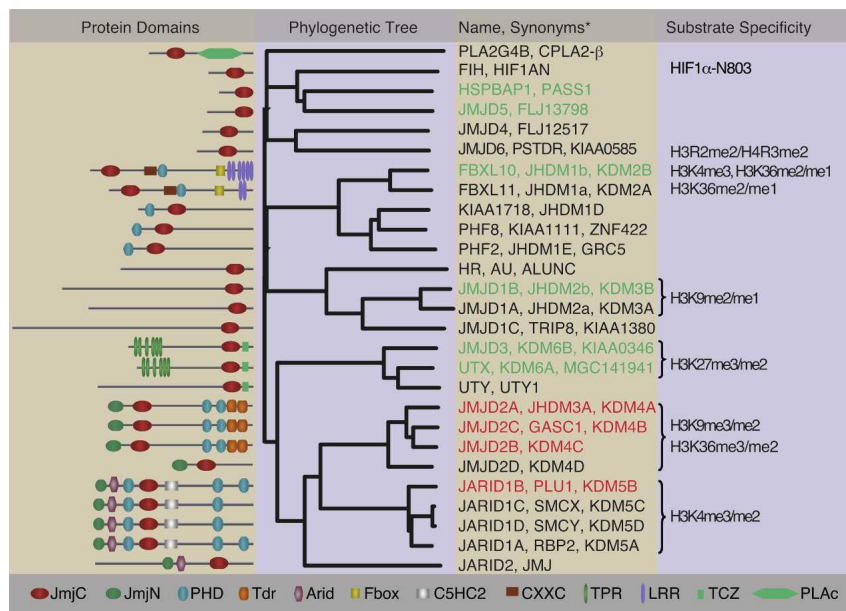 Protein Domains Phylogenetic Tree Name, Synonyms* Substrate Specificity
PLA2G4B, CPLA2-β
FIH, HIF1AN HIF1α-N803
HSPBAP1, PASS1
JMJD5, FLJ13798
JMJD4, FLJ12517
JMJD6, PSTDR, KIAA0585 H3R2me2/H4R3me2
FBXL10, JHDM1b, KDM2B H3K4me3, H3K36me2/me1
FBXL11, JHDM1a, KDM2A H3K36me2/me1
KIAA1718, JHDM1D
PHF8, KIAA1111, ZNF422
PHF2, JHDM1E, GRC5
HR, AU, ALUNC
JMJD1B, JHDM2b, KDM3B
H3K9me2/me1
JMJD1A, JHDM2a, KDM3A
JMJD1C, TRIP8, KIAA1380
JMJD3, KDM6B, KIAA0346
H3K27me3/me2
UTX, KDM6A, MGC141941
UTY, UTY1
JMJD2A, JHDM3A, KDM4A
JMJD2C, GASC1, KDM4B H3K9me3/me2
JMJD2B, KDM4C H3K36me3/me2
JMJD2D, KDM4D
JARID1B, PLU1, KDM5B
JARID1C, SMCX, KDM5C
H3K4me3/me2
JARID1D, SMCY, KDM5D
JARID1A, RBP2, KDM5A
JARID2, JMJ
JmjC JmjN PHD Tdr Arid Fbox C5HC2 CXXC TPR LRR TCZ PLAc